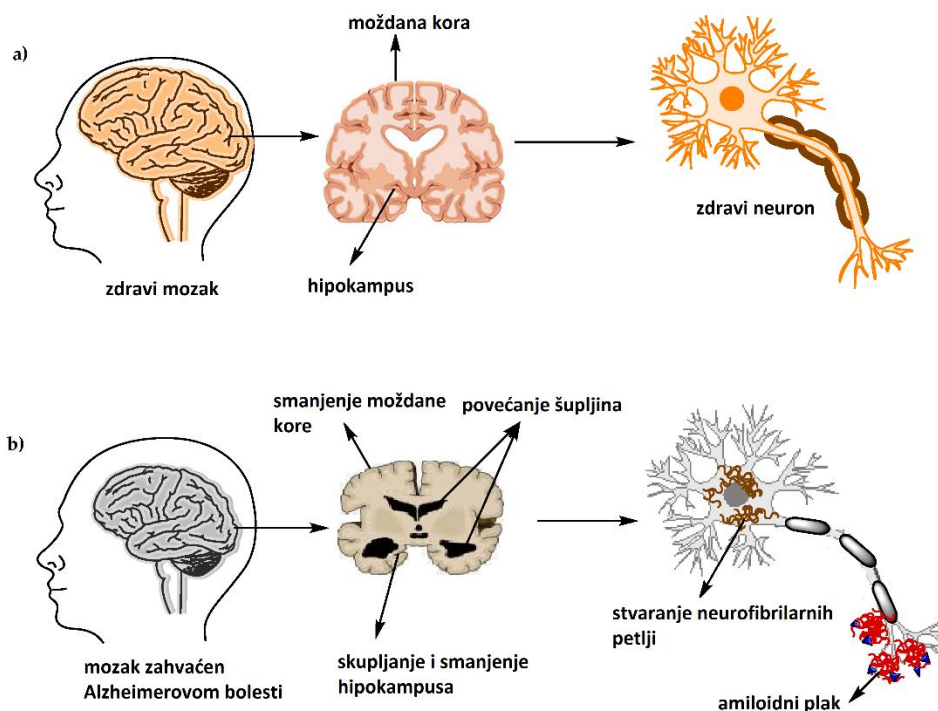 a)
moždana kora
zdravi mozak
hipokampus
zdravi neuron
b)
smanjenje moždane
kore
povećanje šupljina
mozak zahvaćen
Alzheimerovom bolesti
skupljanje i smanjenje
hipokampusa
stvaranje neurofibrilarnih
petlji
amiloidni plak